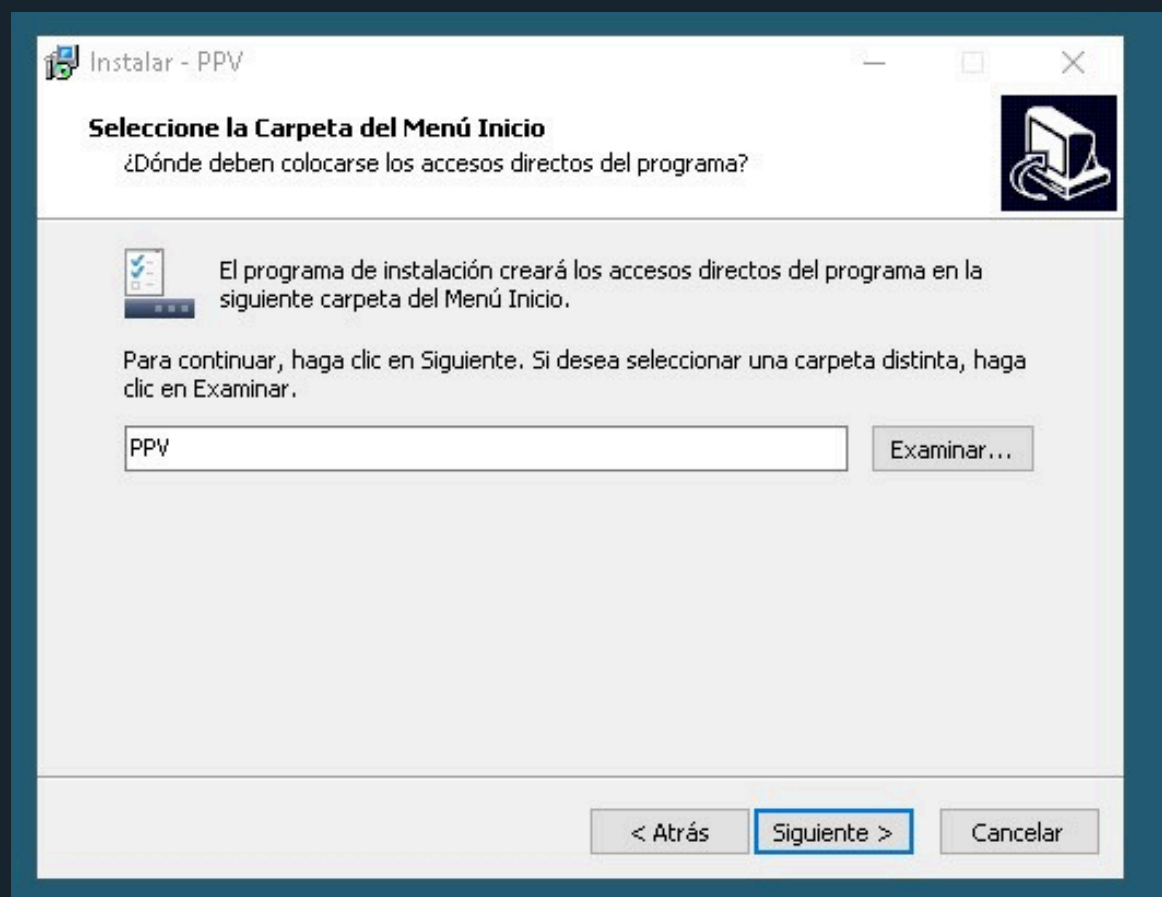 Instalar - PPV
Seleccione la Carpeta del Menú Inicio
¿Dónde deben colocarse los accesos directos del programa?
El programa de instalación creará los accesos directos del programa en la
siguiente carpeta del Menú Inicio.
Para continuar, haga clic en Siguiente. Si desea seleccionar una carpeta distinta, haga
clic en Examinar.
PPV
Examinar...
< Atrás
Siguiente >
Cancelar